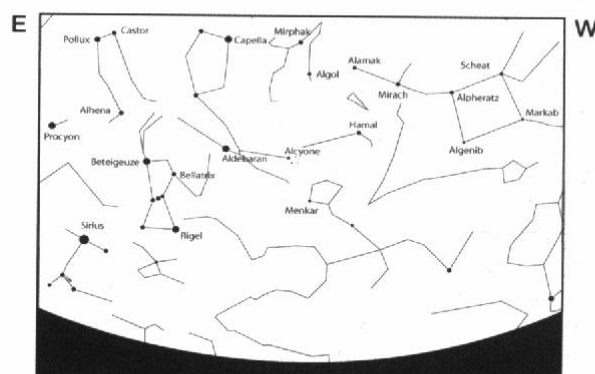 E
W
Castor
Pollux
Capella
Mirphak
Alamak
Algol
Scheat
Mirach
Alpheratz
Markab
Alhena
Procyon
Hamal
Algenib
Beteigeuze
Aldebaran
Alcyone
Bellatrix
Menkar
Sirius
Rigel